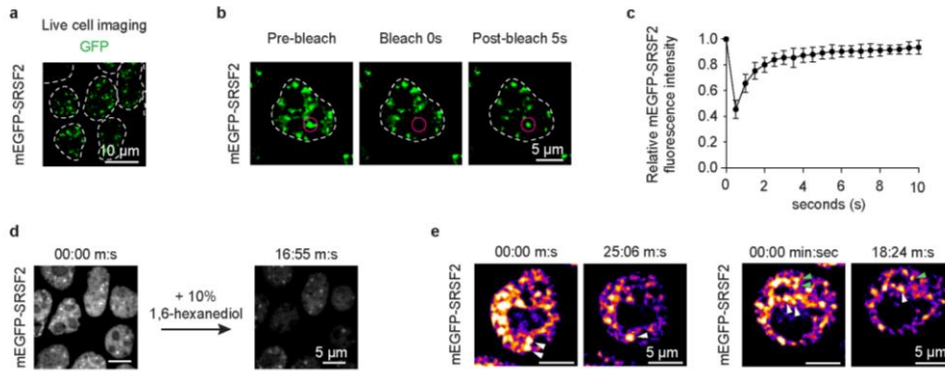 a
Live cell imaging
GFP
mEGFP-SRSF2
10 µm
b
Pre-bleach
Bleach 0s
Post-bleach 5s
mEGFP-SRSF2
5 µm
c
Relative mEGFP-SRSF2
fluorescence intensity
1.0
0.8
0.6
0.4
0.2
0.0
0 2 4 6 8 10
seconds (s)
d
00:00 m:s
16:55 m:s
mEGFP-SRSF2
+ 10%
1,6-hexanediol
5 µm
e
00:00 m:s
25:06 m:s
00:00 min:sec
18:24 m:s
mEGFP-SRSF2
5 µm
5 µm